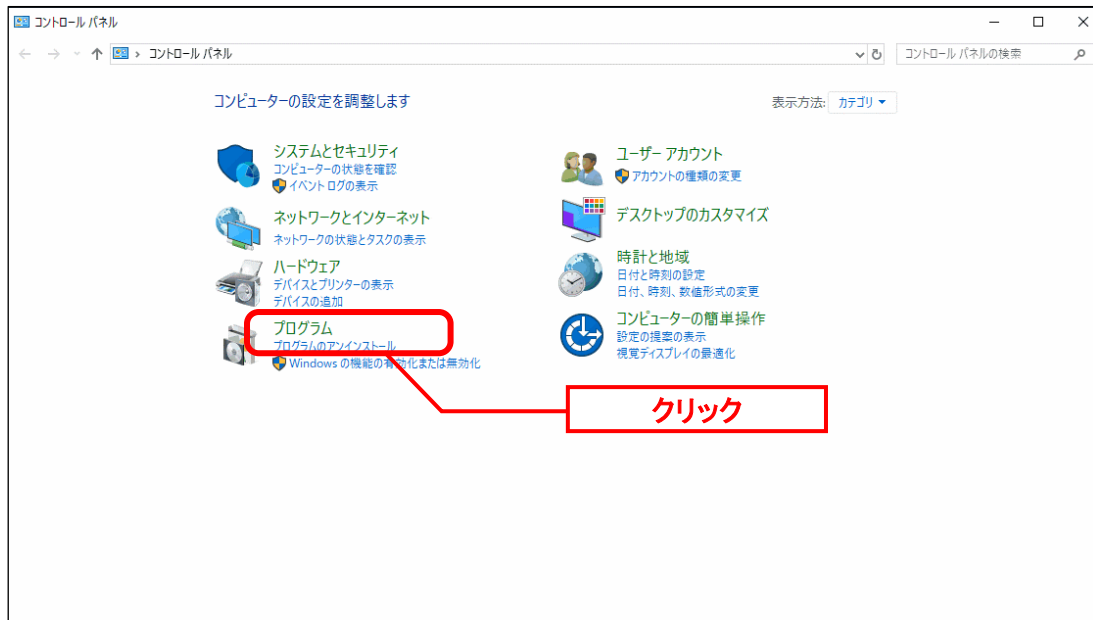 コントロール パネル
コントロール パネル
コントロール パネルの検索
コンピューターの設定を調整します
表示方法: カテゴリ
システムとセキュリティ
コンピューターの状態を確認
イベント ログの表示
ネットワークとインターネット
ネットワークの状態とタスクの表示
ハードウェア
デバイスとプリンターの表示
デバイスの追加
プログラム
プログラムのアンインストール
Windows の機能の有効化または無効化
ユーザー アカウント
アカウントの種類の変更
デスクトップのカスタマイズ
時計と地域
日付と時刻の設定
日付、時刻、数値形式の変更
コンピューターの簡単操作
設定の提案の表示
視覚ディスプレイの最適化
クリック